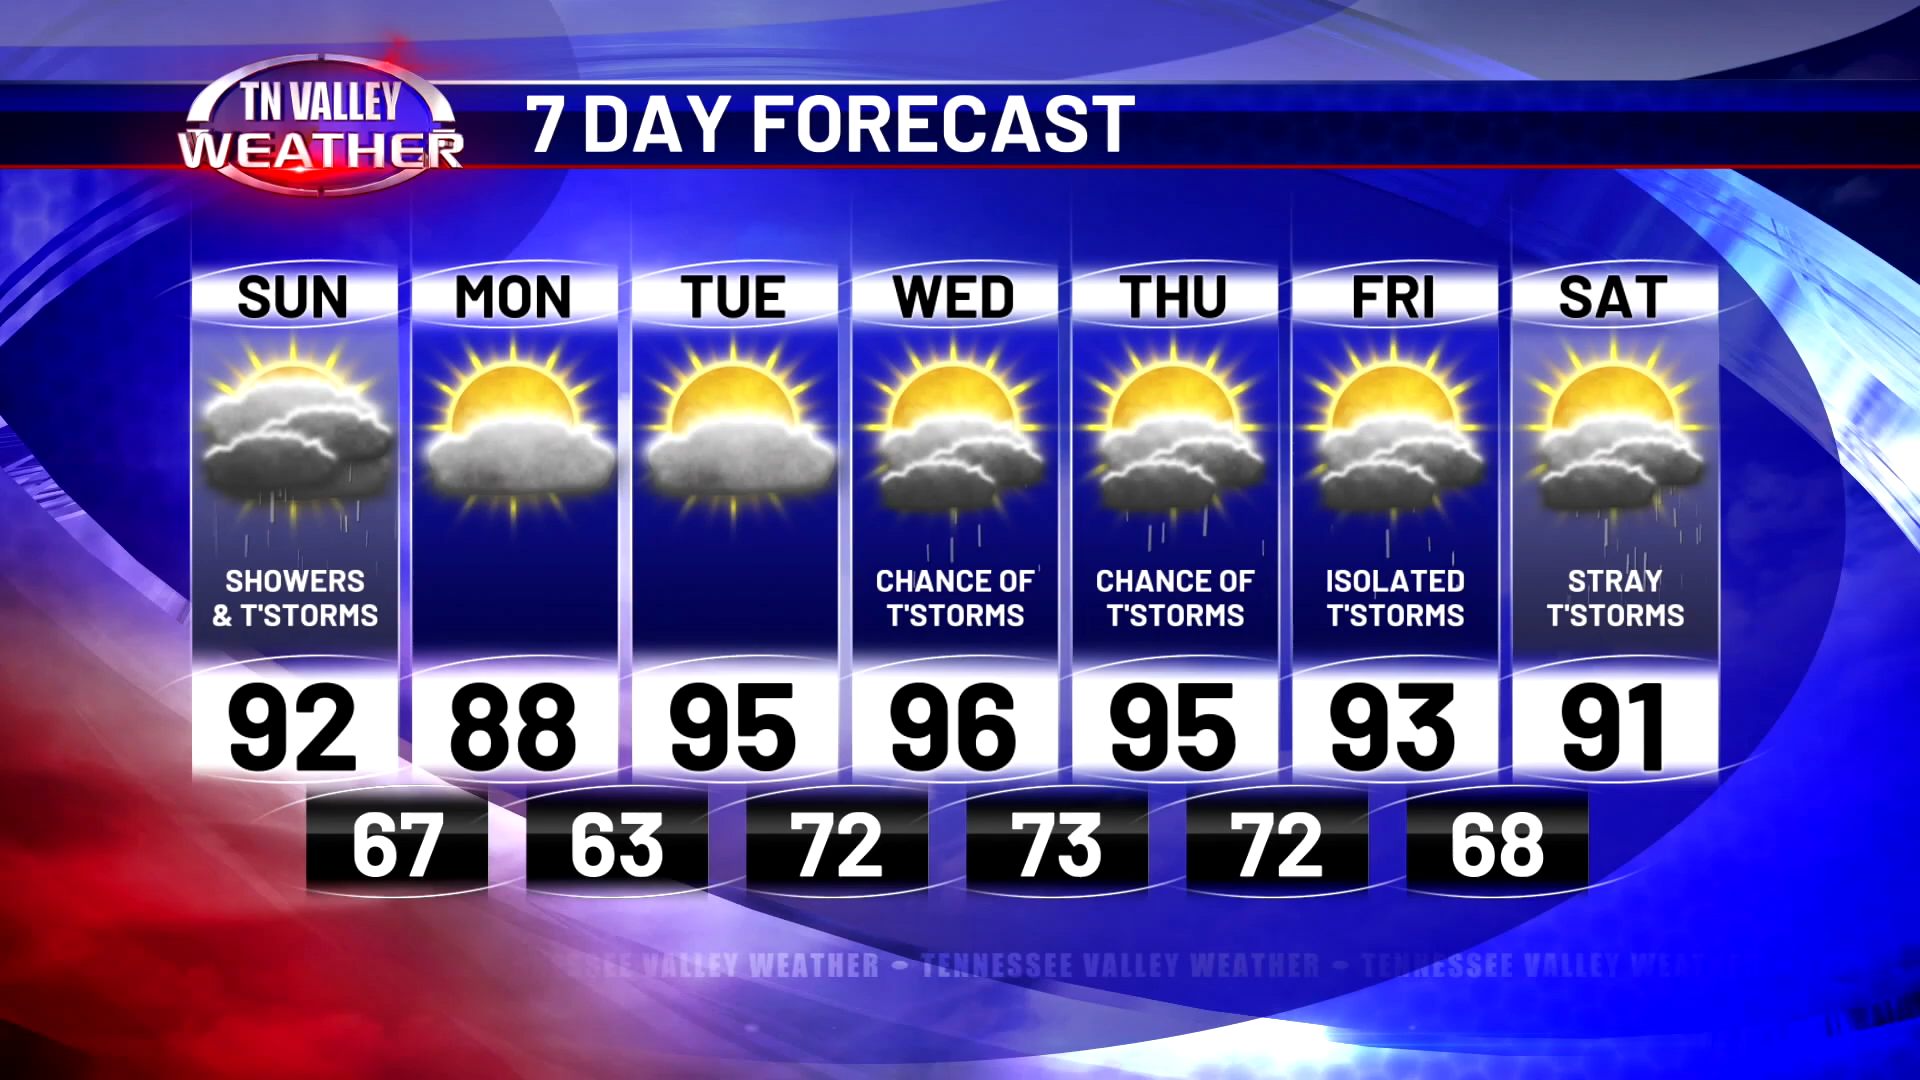 TN VALLEY
WEATHER
7 DAY FORECAST
SUN MON TUE WED THU FRI SAT
SHOWERS
& T'STORMS
CHANCE OF
T'STORMS
CHANCE OF
T'STORMS
ISOLATED
T'STORMS
STRAY
T'STORMS
92 88 95 96 95 93 91
67 63 72 73 72 68
VALLEY WEATHER - TENNESSEE VALLEY WEATHER - TENNESSEE VALLEY